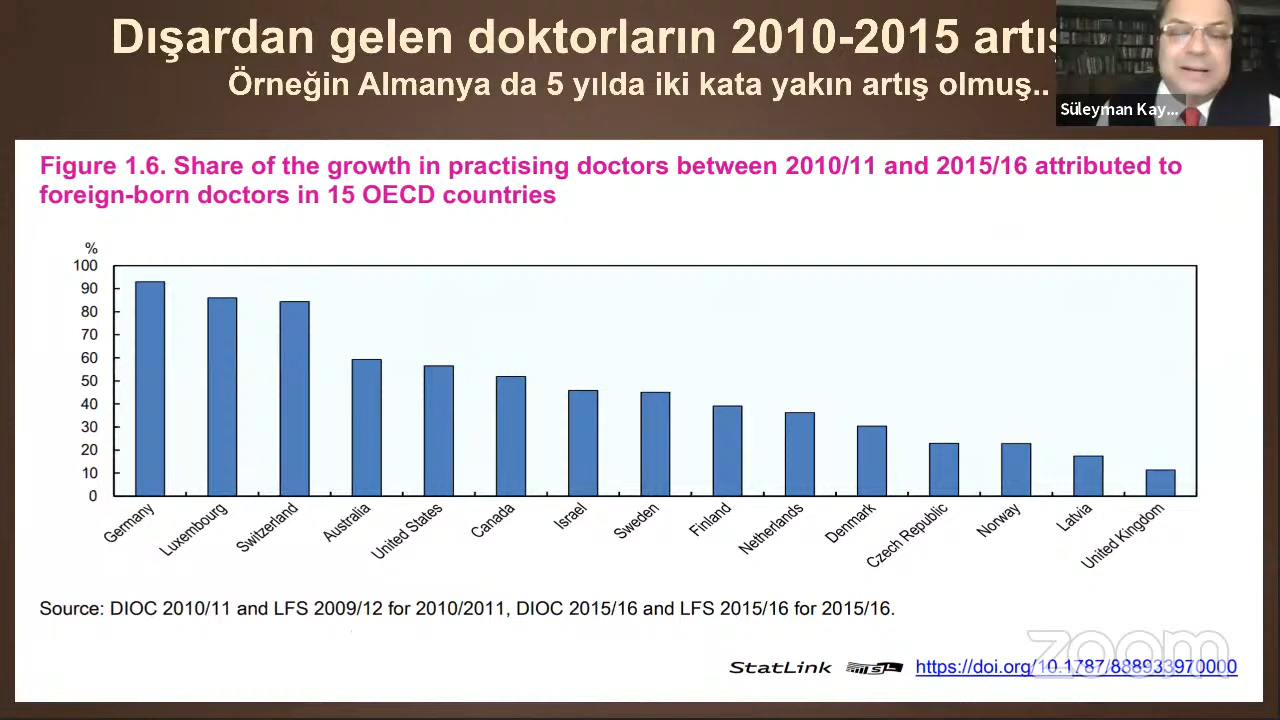 Dışardan gelen doktorların 2010-2015 artış
Örneğin Almanya da 5 yılda iki kata yakın artış olmuş..
Süleyman Kay...
Figure 1.6. Share of the growth in practising doctors between 2010/11 and 2015/16 attributed to
foreign-born doctors in 15 OECD countries
%
100
90
80
70
60
50
40
30
20
10
0
Germany
Luxembourg
Switzerland
Australia
United States
Canada
Israel
Sweden
Finland
Netherlands
Denmark
Czech Republic
Norway
Latvia
United Kingdom
Source: DIOC 2010/11 and LFS 2009/12 for 2010/2011, DIOC 2015/16 and LFS 2015/16 for 2015/16.
zoom
StatLink https://doi.org/10.1787/888933970000